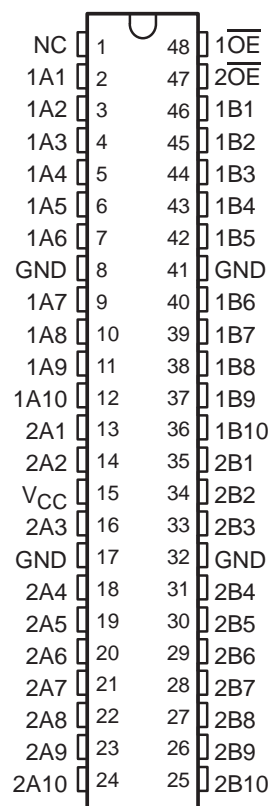 NC 1 48 1O̅E̅
1A1 2 47 2O̅E̅
1A2 3 46 1B1
1A3 4 45 1B2
1A4 5 44 1B3
1A5 6 43 1B4
1A6 7 42 1B5
GND 8 41 GND
1A7 9 40 1B6
1A8 10 39 1B7
1A9 11 38 1B8
1A10 12 37 1B9
2A1 13 36 1B10
2A2 14 35 2B1
VCC 15 34 2B2
2A3 16 33 2B3
GND 17 32 GND
2A4 18 31 2B4
2A5 19 30 2B5
2A6 20 29 2B6
2A7 21 28 2B7
2A8 22 27 2B8
2A9 23 26 2B9
2A10 24 25 2B10